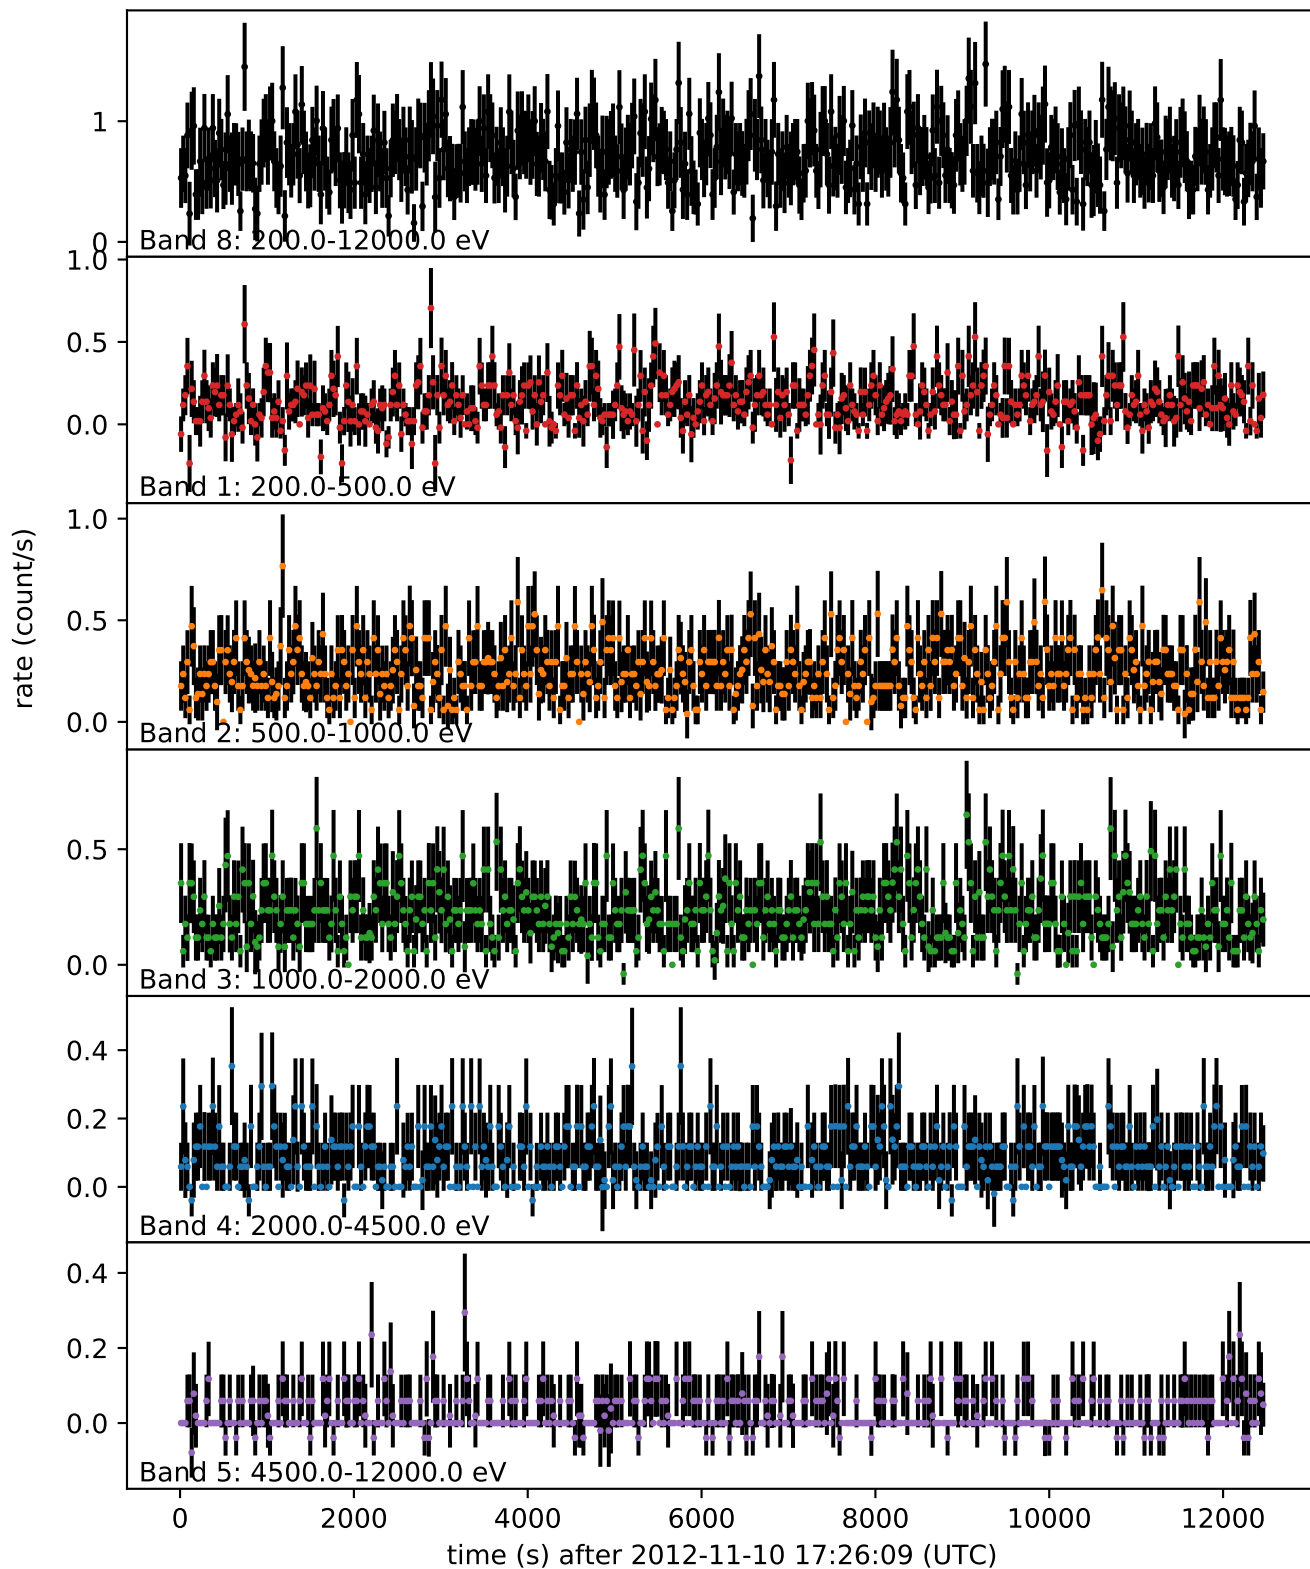 1
0
Band 8: 200.0-12000.0 eV
1.0
0.5
0.0
Band 1: 200.0-500.0 eV
1.0
0.5
0.0
Band 2: 500.0-1000.0 eV
rate (count/s)
0.5
0.0
Band 3: 1000.0-2000.0 eV
0.4
0.2
0.0
Band 4: 2000.0-4500.0 eV
0.4
0.2
0.0
Band 5: 4500.0-12000.0 eV
0 2000 4000 6000 8000 10000 12000
time (s) after 2012-11-10 17:26:09 (UTC)